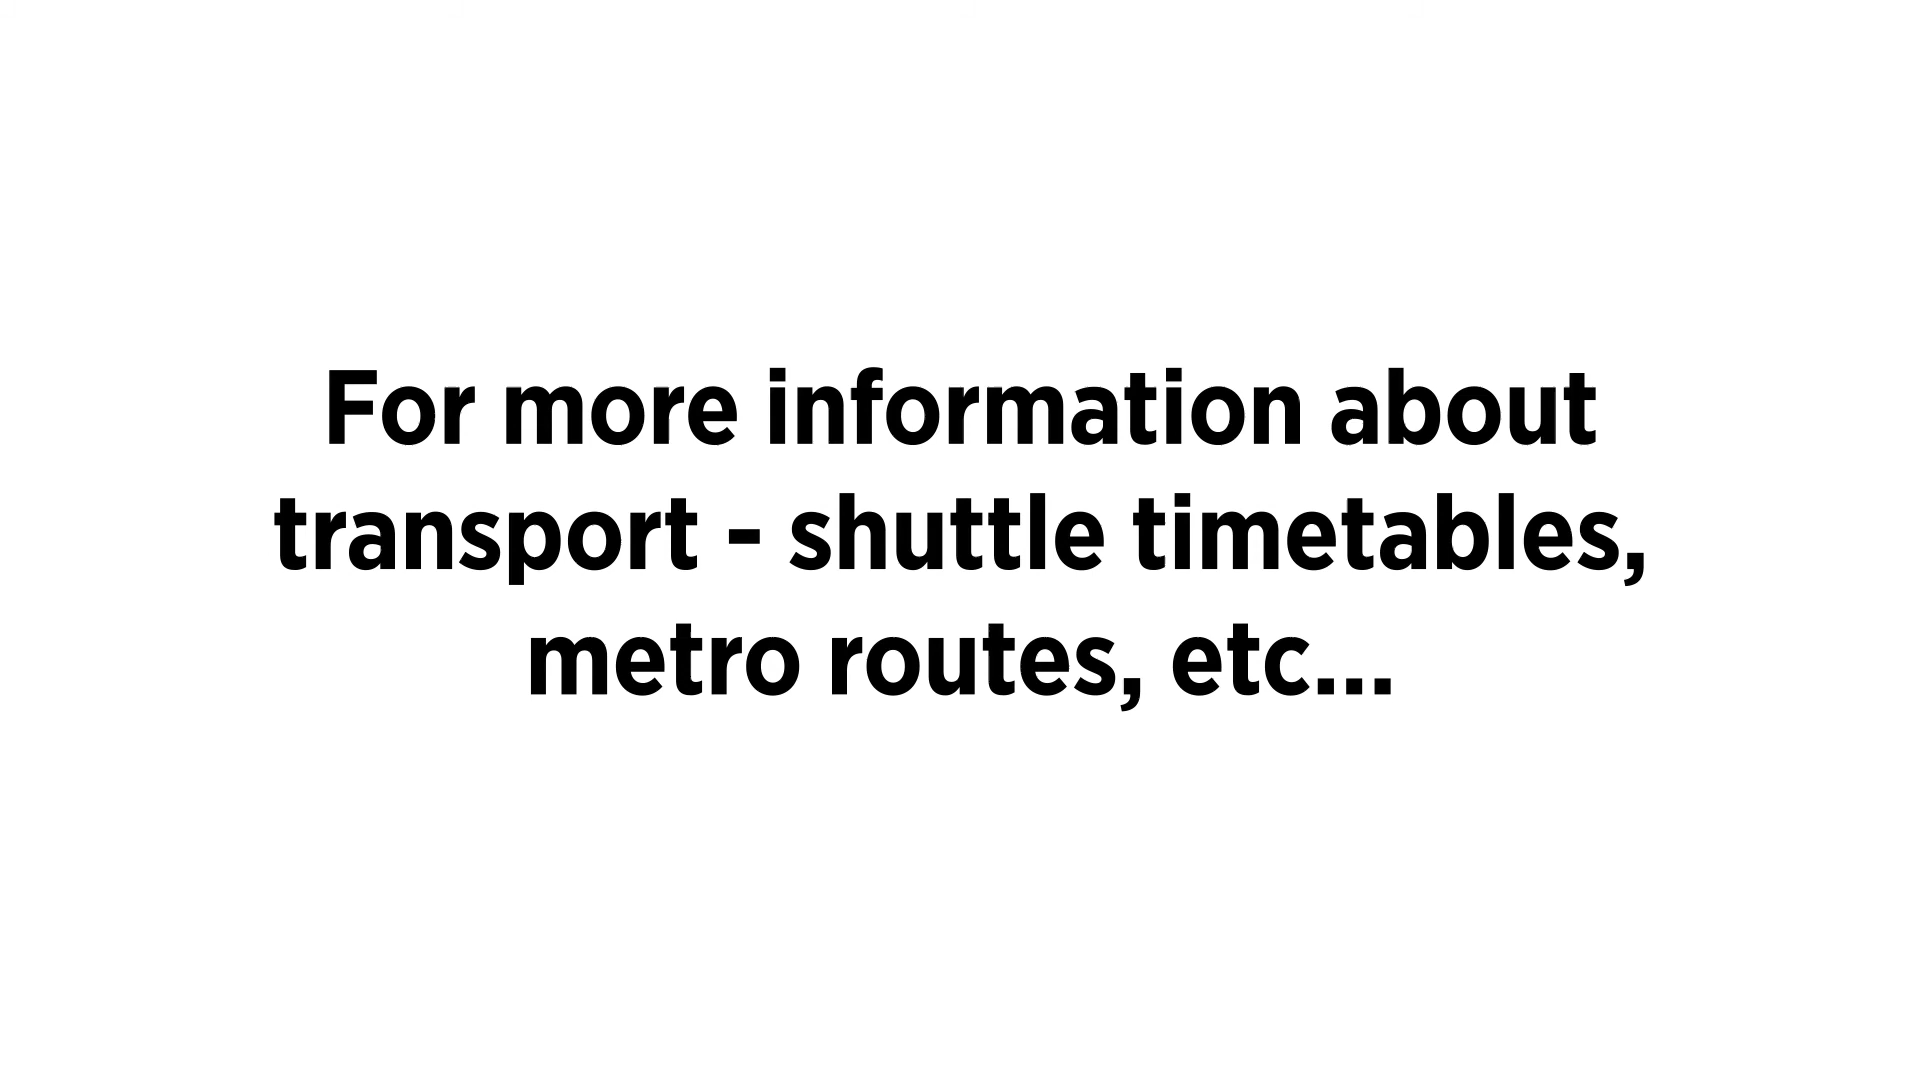 For more information about
transport - shuttle timetables,
metro routes, etc...